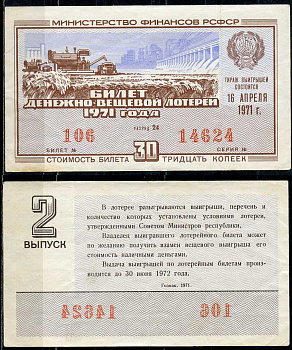 МИНИСТЕРСТВО ФИНАНСОВ РСФСР
БИЛЕТ
ДЕНЕЖНО-ВЕЩЕВОЙ ЛОТЕРЕИ
1971 ГОДА
ТИРАЖ ВЫИГРЫШЕЙ
СОСТОИТСЯ
16 АПРЕЛЯ
1971 г.
РАЗРЯД 24
106 14624
БИЛЕТ № СЕРИЯ №
СТОИМОСТЬ БИЛЕТА 30 ТРИДЦАТЬ КОПЕЕК
2
ВЫПУСК
В лотерее разыгрываются выигрыши, перечень и
количество которых установлены условиями лотереи,
утвержденными Советом Министров республики.
Владелец выигравшего лотерейного билета может
по желанию получить взамен вещевого выигрыша его
стоимость наличными деньгами.
Выдача выигрышей по лотерейным билетам произво-
дится до 30 июня 1972 года.
Гознак. 1971.
14624 106